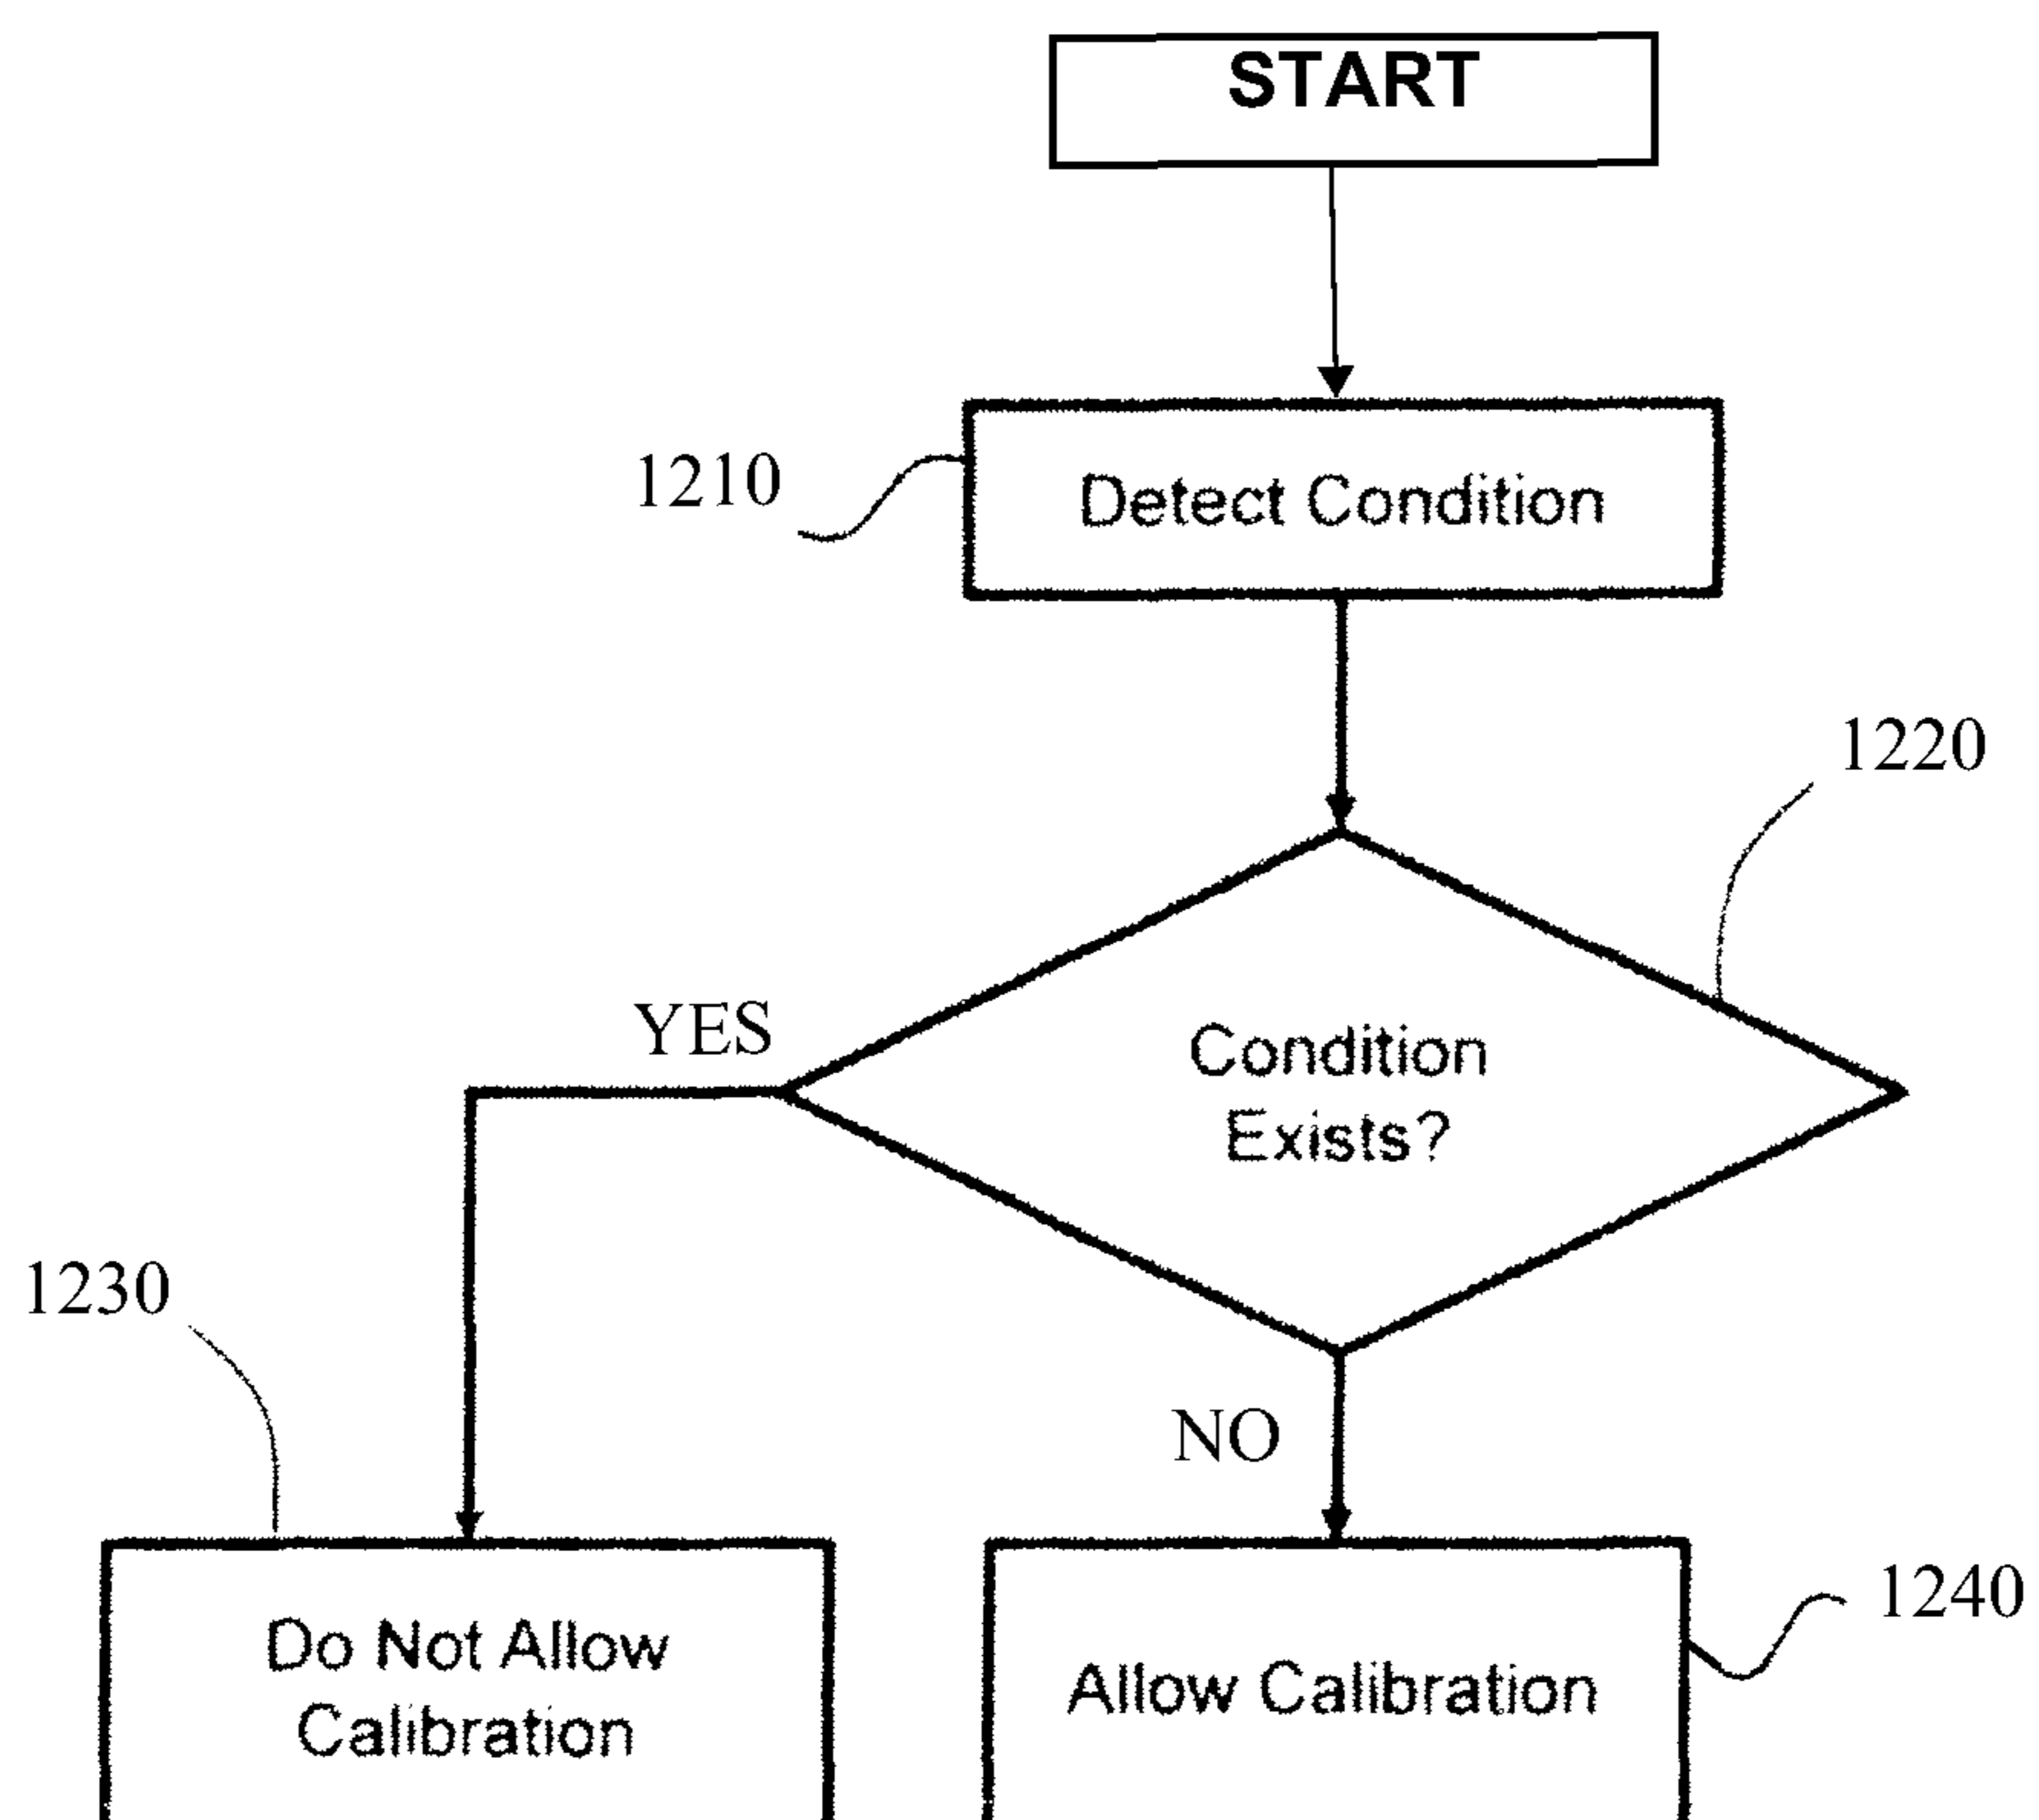 START
1210
Detect Condition
1220
YES
Condition
Exists?
1230
NO
1240
Do Not Allow
Calibration
Allow Calibration